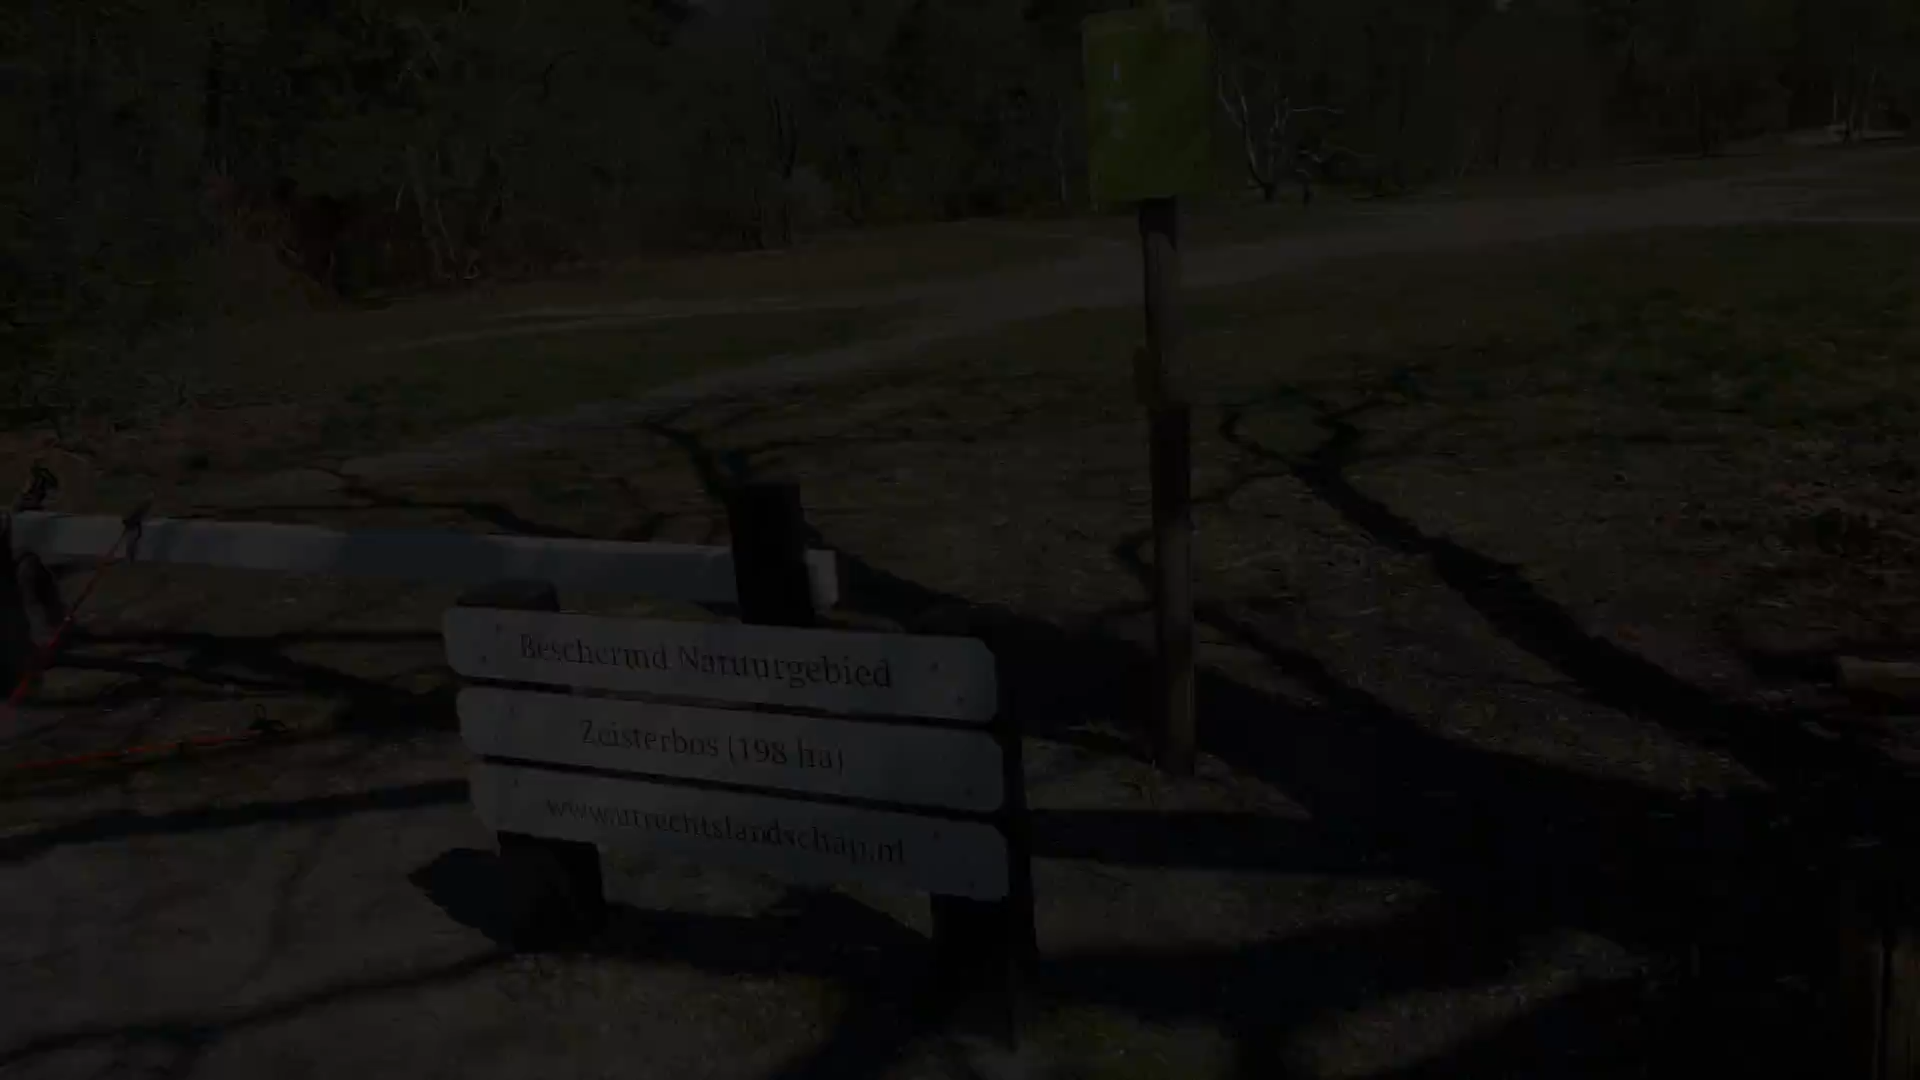 Beschermd Natuurgebied
Zeisterbos (198 ha)
www.utrechtslandschap.nl